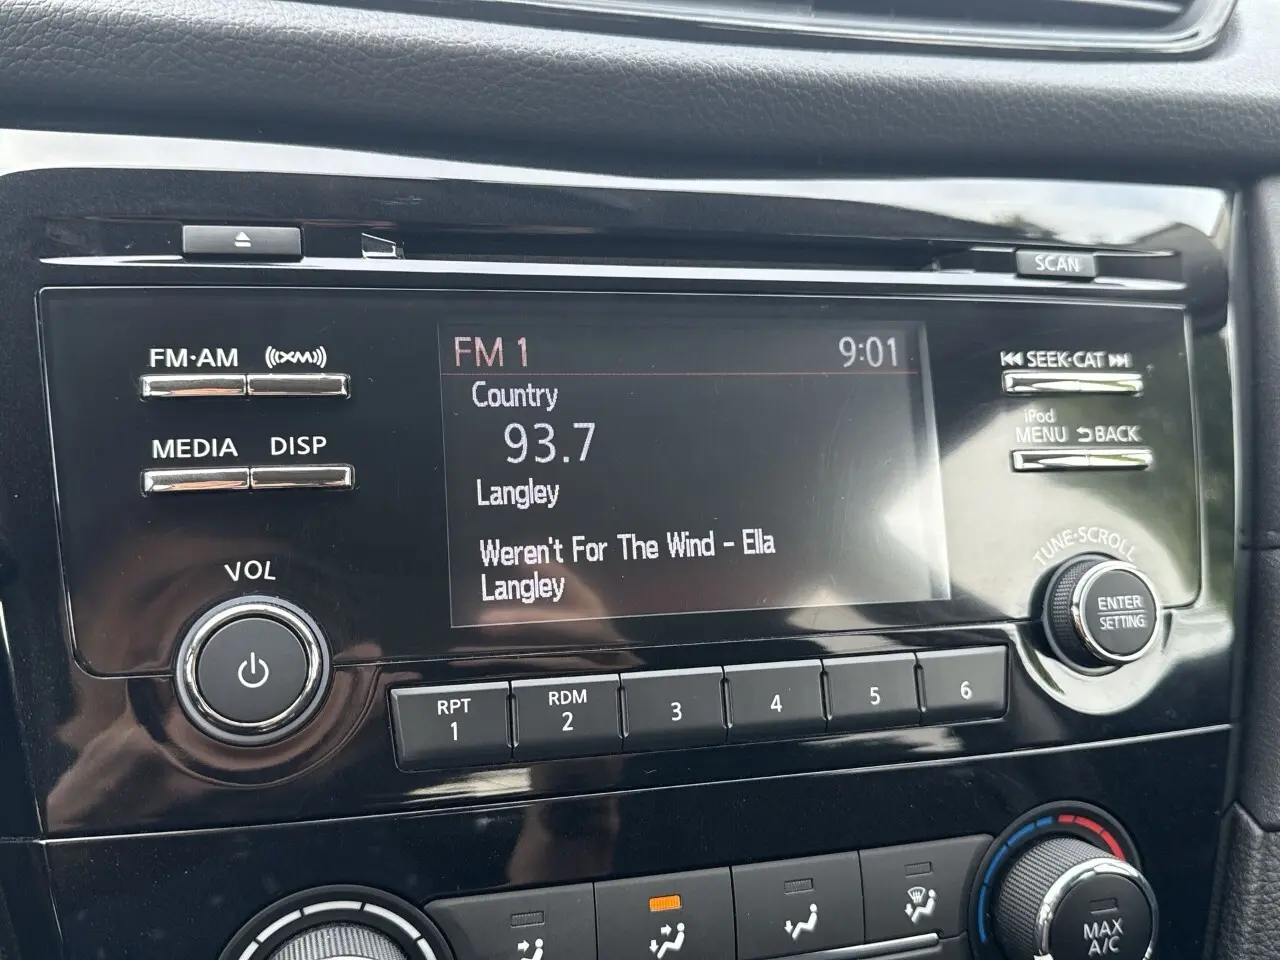 SCAN
FM·AM
XM
FM 1
9:01
SEEK·CAT
Country
93.7
iPod
MENU
BACK
MEDIA
DISP
Langley
Weren't For The Wind - Ella
Langley
TUNE·SCROLL
VOL
ENTER
SETTING
RPT
1
RDM
2
3
4
5
6
MAX
A/C